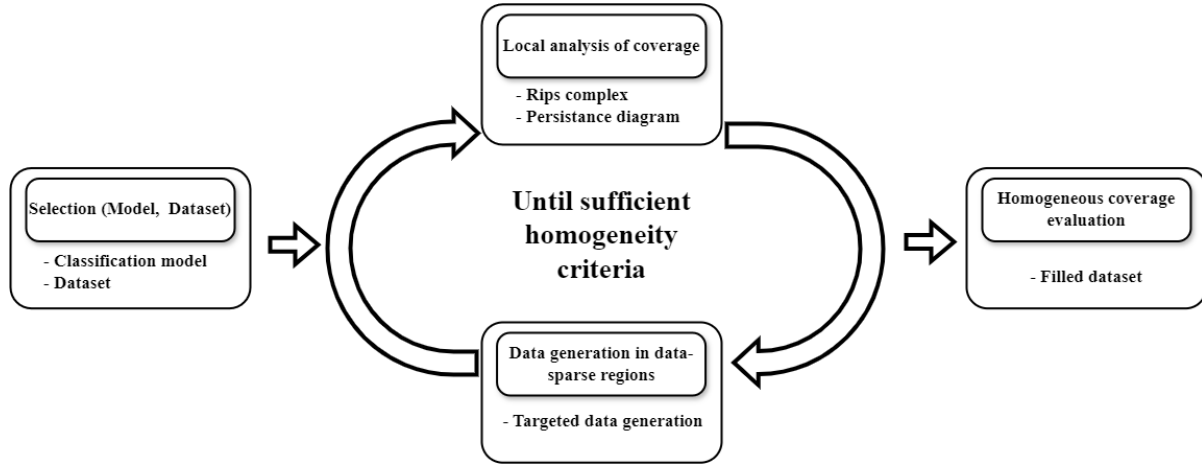 Local analysis of coverage
- Rips complex
- Persistance diagram
Selection (Model, Dataset)
- Classification model
- Dataset
Until sufficient
homogeneity
criteria
Homogeneous coverage
evaluation
- Filled dataset
Data generation in data-
sparse regions
- Targeted data generation